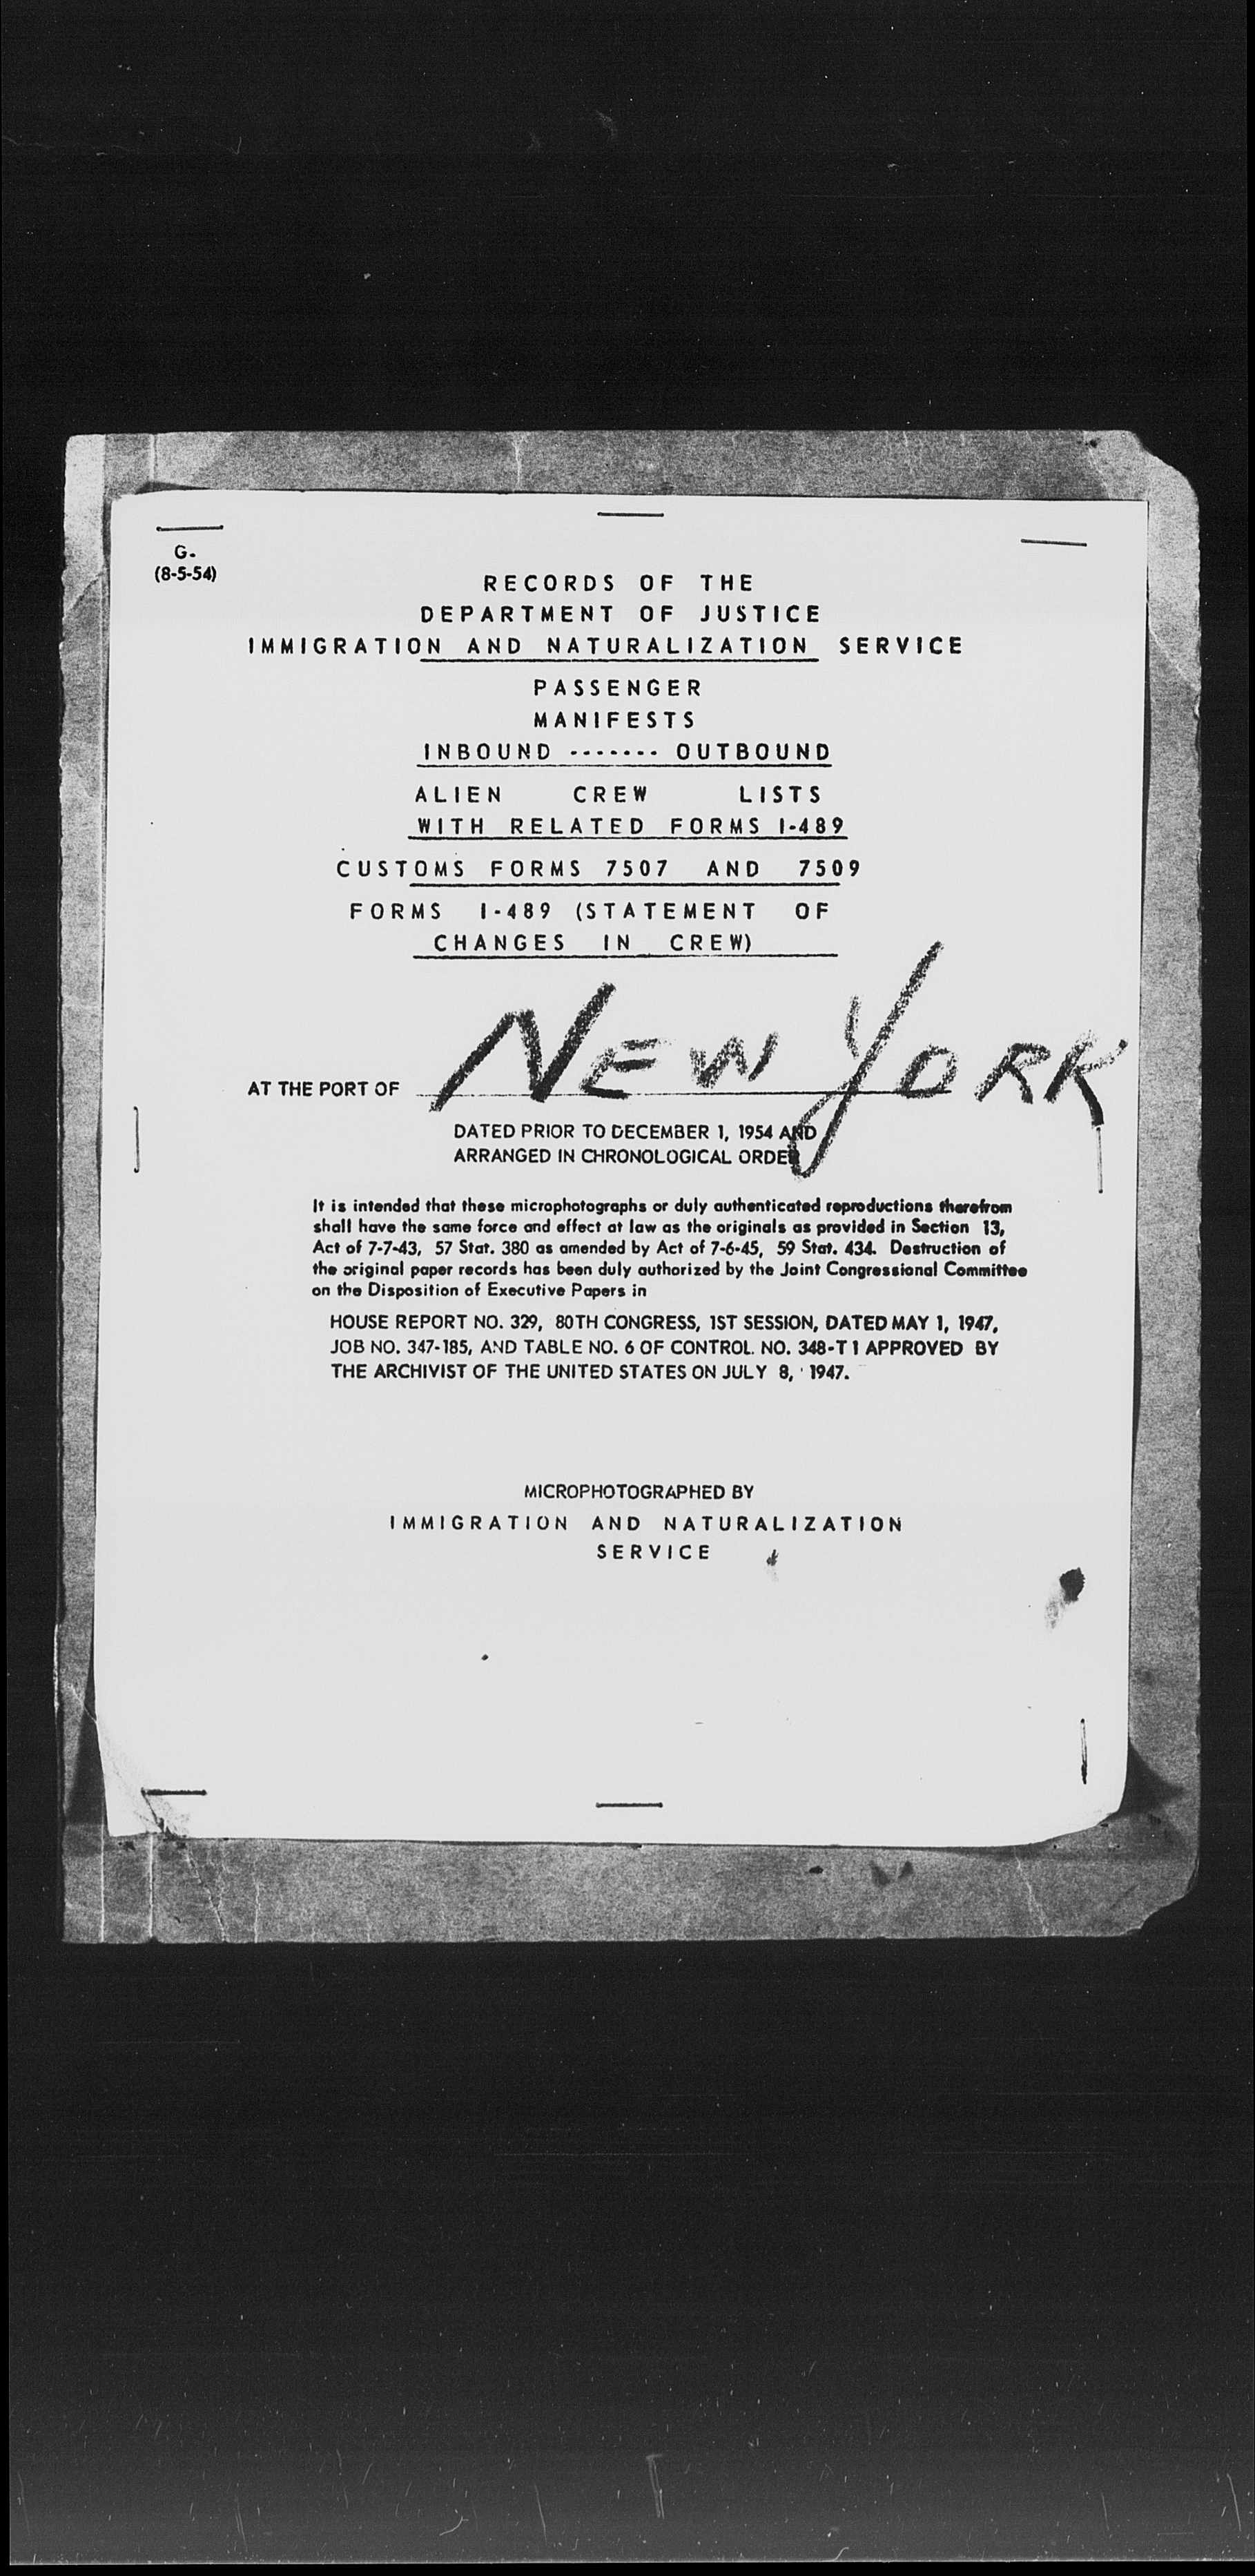 G.
(8-5-54)
RECORDS OF THE
DEPARTMENT OF JUSTICE
IMMIGRATION AND NATURALIZATION SERVICE
PASSENGER
MANIFESTS
INBOUND ------- OUTBOUND
ALIEN CREW LISTS
WITH RELATED FORMS I-489
CUSTOMS FORMS 7507 AND 7509
FORMS I-489 (STATEMENT OF
CHANGES IN CREW)
AT THE PORT OF NEW YORK
DATED PRIOR TO DECEMBER 1, 1954 AND
ARRANGED IN CHRONOLOGICAL ORDER
It is intended that these microphotographs or duly authenticated reproductions therefrom
shall have the same force and effect at law as the originals as provided in Section 13,
Act of 7-7-43, 57 Stat. 380 as amended by Act of 7-6-45, 59 Stat. 434. Destruction of
the original paper records has been duly authorized by the Joint Congressional Committee
on the Disposition of Executive Papers in
HOUSE REPORT NO. 329, 80TH CONGRESS, 1ST SESSION, DATED MAY 1, 1947,
JOB NO. 347-185, AND TABLE NO. 6 OF CONTROL. NO. 348-T1 APPROVED BY
THE ARCHIVIST OF THE UNITED STATES ON JULY 8, 1947.
MICROPHOTOGRAPHED BY
IMMIGRATION AND NATURALIZATION
SERVICE